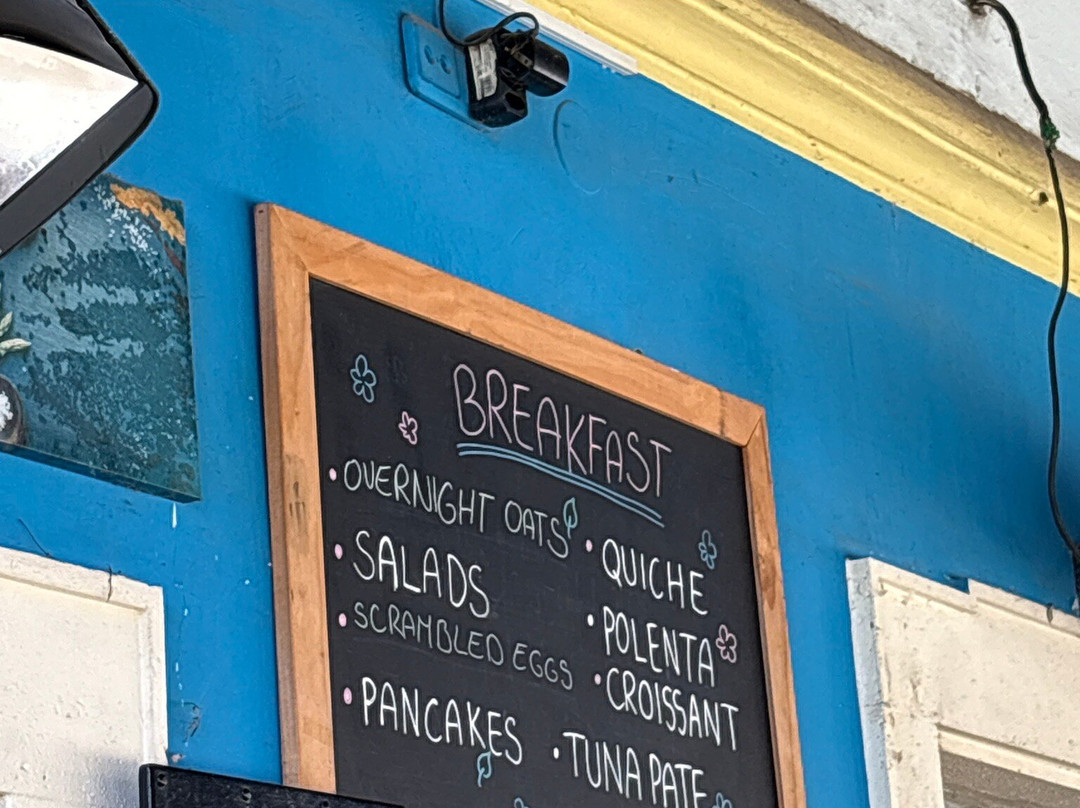 BREAKFAST
• OVERNIGHT OATS
• SALADS
• SCRAMBLED EGGS
• PANCAKES
• QUICHE
• POLENTA
• CROISSANT
• TUNA PATE